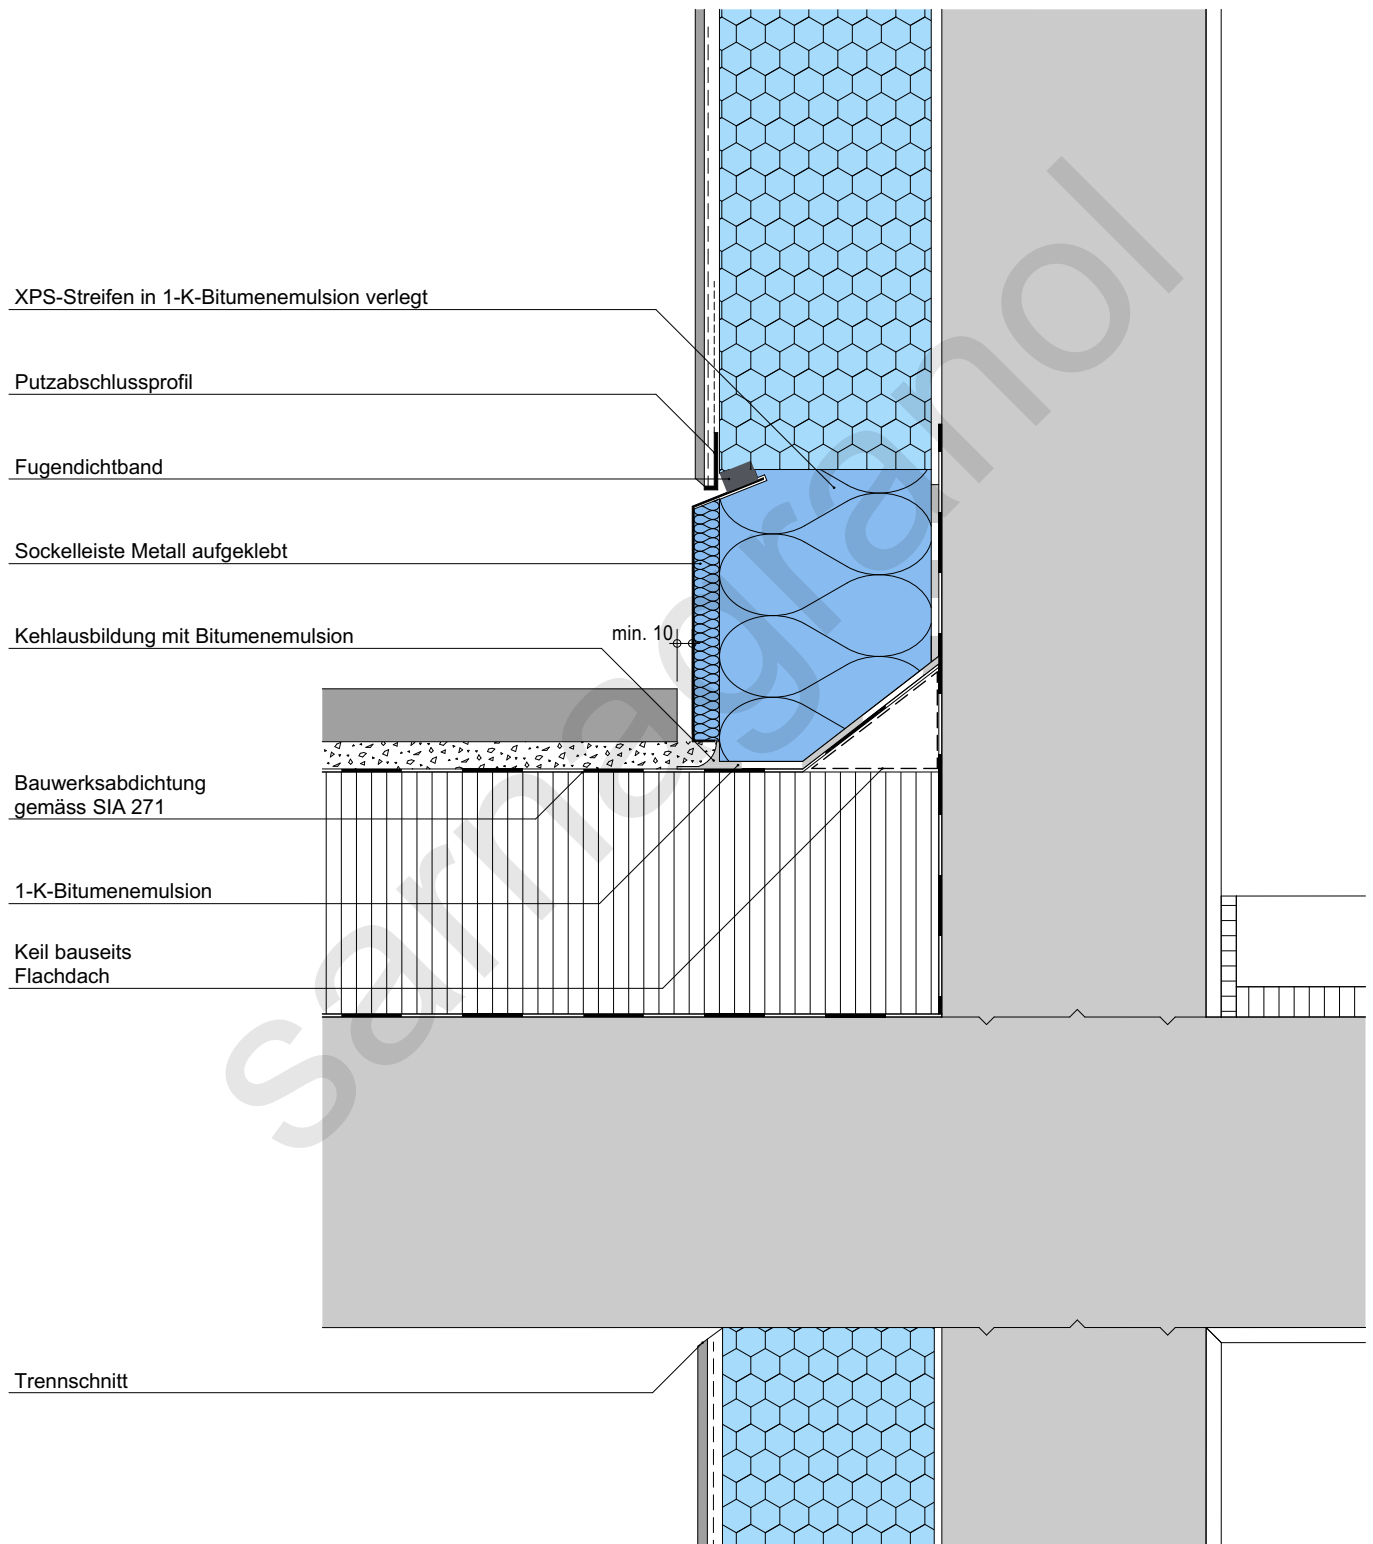 XPS-Streifen in 1-K-Bitumenemulsion verlegt
Putzabschlussprofil
Fugendichtband
Sockelleiste Metall aufgeklebt
Kehlausbildung mit Bitumenemulsion
min. 10
Bauwerksabdichtung
gemäss SIA 271
1-K-Bitumenemulsion
Keil bauseits
Flachdach
Trennschnitt
sarnagranol